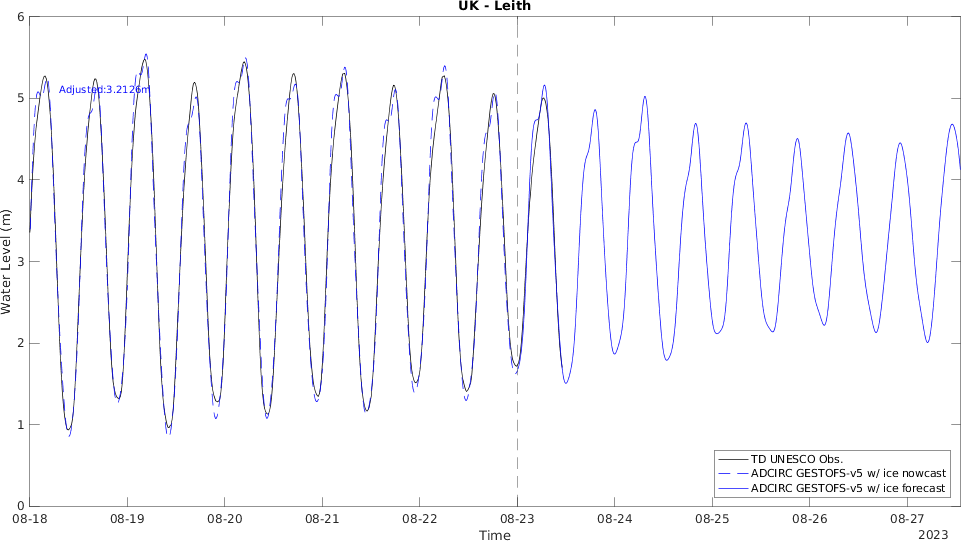 UK - Leith
6
5
4
3
2
1
0
Water Level (m)
Adjusted:3.2126m
TD UNESCO Obs.
ADCIRC GESTOFS-v5 w/ ice nowcast
ADCIRC GESTOFS-v5 w/ ice forecast
08-18 08-19 08-20 08-21 08-22 08-23 08-24 08-25 08-26 08-27
Time
2023